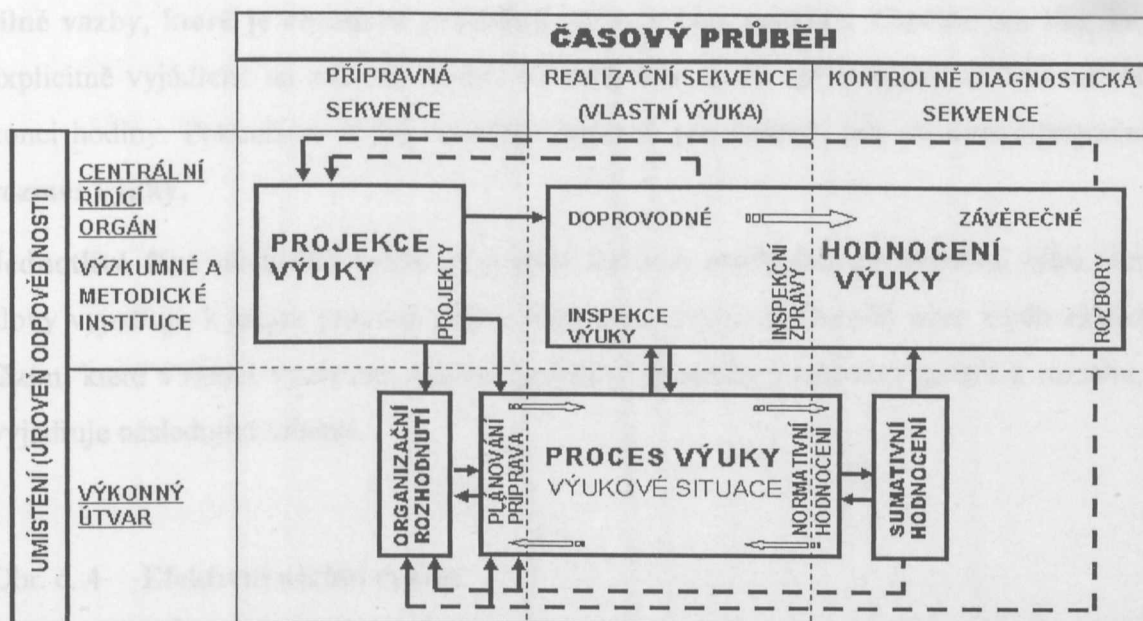 ČASOVÝ PRŮBĚH
PŘÍPRAVNÁ
SEKVENCE
REALIZAČNÍ SEKVENCE
(VLASTNÍ VÝUKA)
KONTROLNĚ DIAGNOSTICKÁ
SEKVENCE
UMÍSTĚNÍ (ÚROVEŇ ODPOVĚDNOSTI)
CENTRÁLNÍ
ŘÍDÍCÍ
ORGÁN
VÝZKUMNÉ A
METODICKÉ
INSTITUCE
VÝKONNÝ
ÚTVAR
PROJEKCE
VÝUKY
PROJEKTY
DOPROVODNÉ
ZÁVĚREČNÉ
HODNOCENÍ
VÝUKY
INSPEKCE
VÝUKY
INSPEKČNÍ
ZPRÁVY
ROZBORY
ORGANIZAČNÍ
ROZHODNUTÍ
PLÁNOVÁNÍ
PŘÍPRAVA
PROCES VÝUKY
VÝUKOVÉ SITUACE
NORMATIVNÍ
HODNOCENÍ
SUMATIVNÍ
HODNOCENÍ